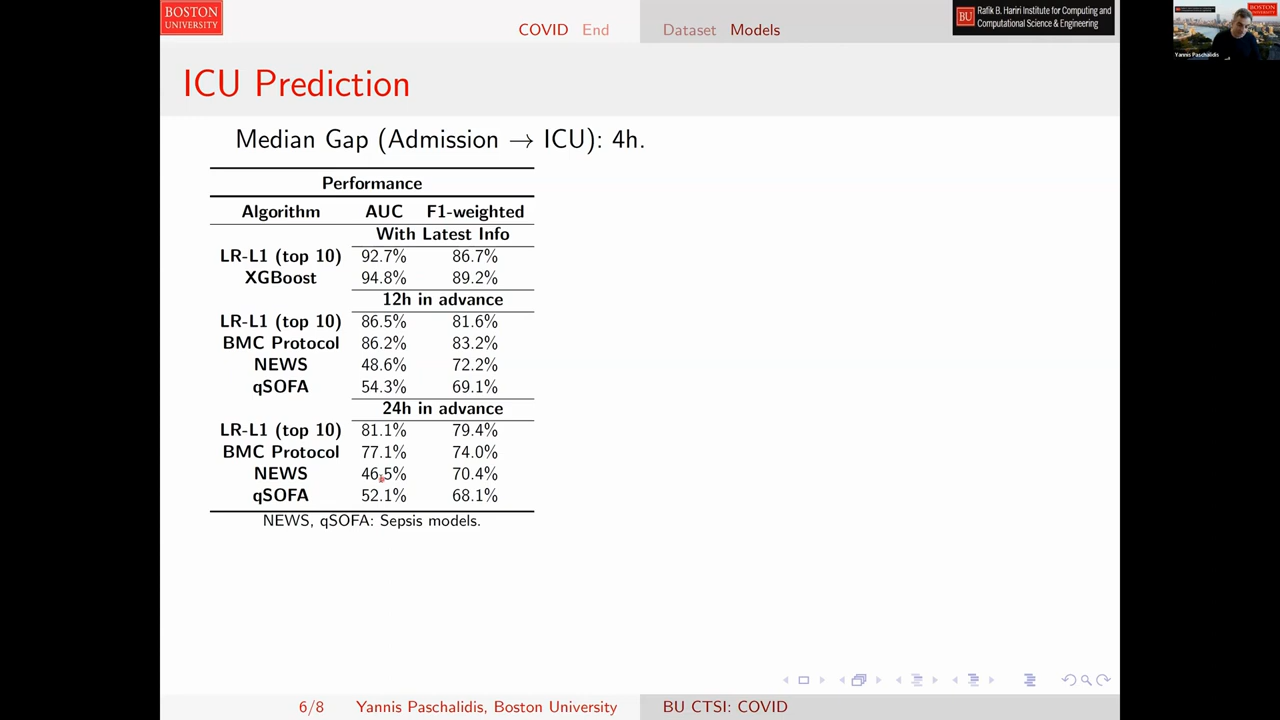 BOSTON
UNIVERSITY
COVID End
Dataset Models
BU
Rafik B. Hariri Institute for Computing and
Computational Science & Engineering
Yannis Paschalidis
ICU Prediction
Median Gap (Admission → ICU): 4h.
Performance
Algorithm AUC F1-weighted
With Latest Info
LR-L1 (top 10) 92.7% 86.7%
XGBoost 94.8% 89.2%
12h in advance
LR-L1 (top 10) 86.5% 81.6%
BMC Protocol 86.2% 83.2%
NEWS 48.6% 72.2%
qSOFA 54.3% 69.1%
24h in advance
LR-L1 (top 10) 81.1% 79.4%
BMC Protocol 77.1% 74.0%
NEWS 46.5% 70.4%
qSOFA 52.1% 68.1%
NEWS, qSOFA: Sepsis models.
6/8 Yannis Paschalidis, Boston University
BU CTSI: COVID